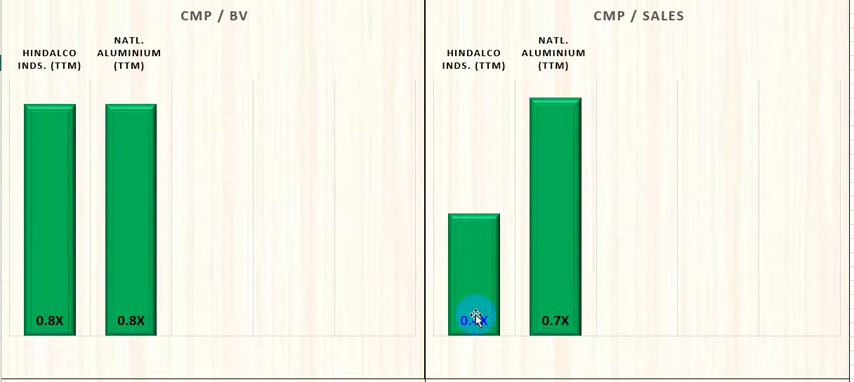 CMP / BV
HINDALCO
INDS. (TTM)
NATL.
ALUMINIUM
(TTM)
0.8X
0.8X
CMP / SALES
HINDALCO
INDS. (TTM)
NATL.
ALUMINIUM
(TTM)
0.7X